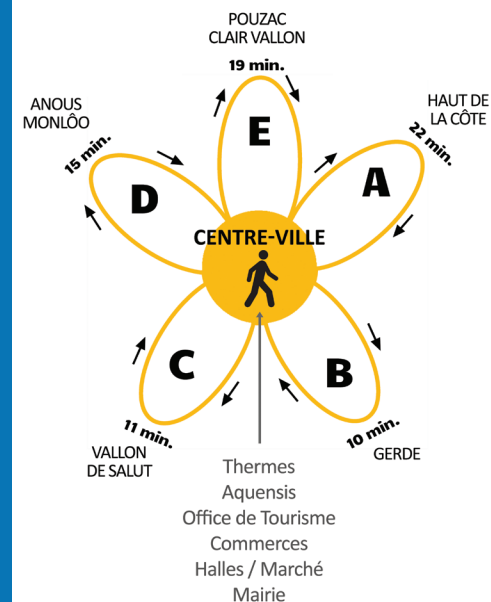 POUZAC
CLAIR VALLON
19 min.
E
HAUT DE
LA CÔTE
22 min.
A
ANOUS
MONLÔO
15 min.
D
CENTRE-VILLE
C
11 min.
VALLON
DE SALUT
B
10 min.
GERDE
Thermes
Aquensis
Office de Tourisme
Commerces
Halles / Marché
Mairie